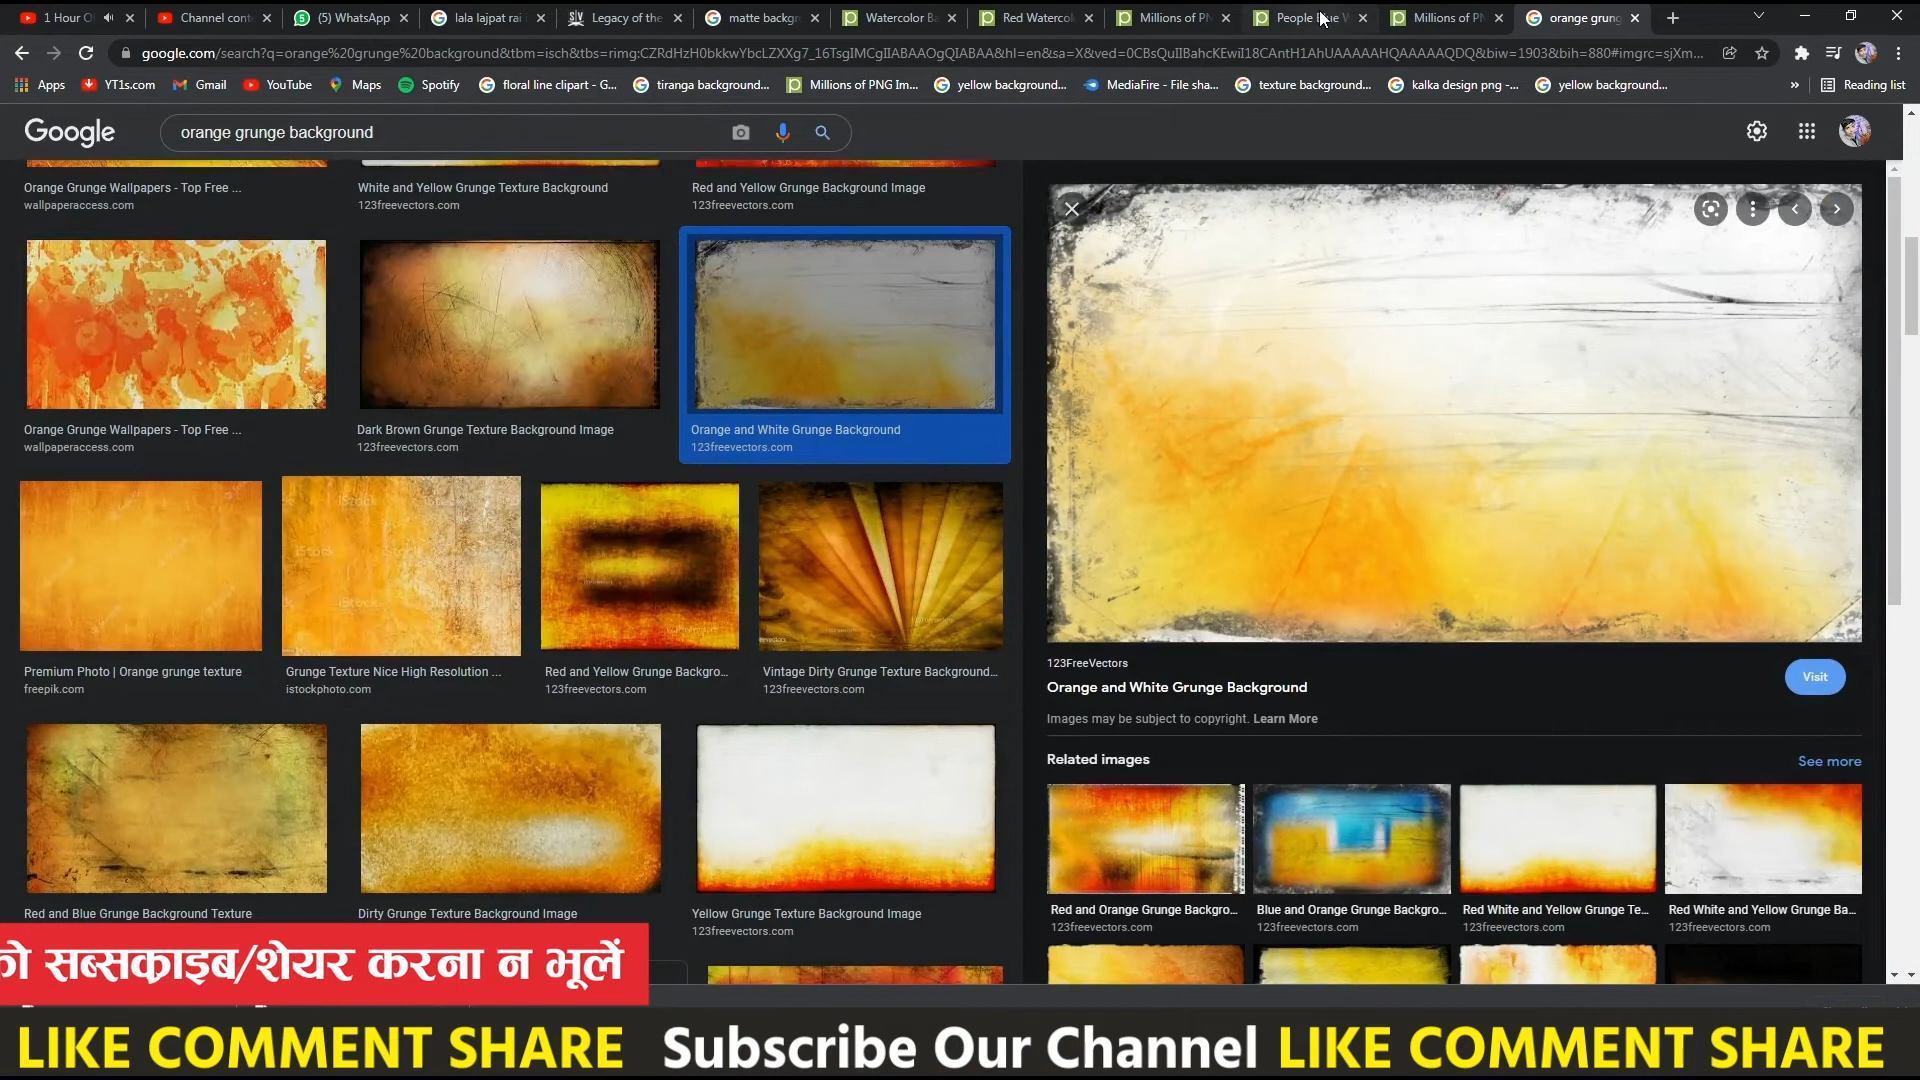 1 Hour O
Channel cont
(5) WhatsApp
lala lajpat rai
Legacy of the
matte backgr
Watercolor Ba
Red Watercol
Millions of PN
People Blue W
Millions of PN
orange grung
google.com/search?q=orange%20grunge%20background&tbm=isch&tbs=rimg:CZRdHzH0bkkwYbcLZXXg7_16TsgIMCgIIABAAOgQIABAA&hl=en&sa=X&ved=0CBsQuIIBahcKEwiI18CAntH1AhUAAAAAHQAAAAAQDQ&biw=1903&bih=880#imgrc=sjXm...
Apps
YT1s.com
Gmail
YouTube
Maps
Spotify
floral line clipart - G...
tiranga background...
Millions of PNG Im...
yellow background...
MediaFire - File sha...
texture background...
kalka design png -...
yellow background...
»
Reading list
Google
orange grunge background
Orange Grunge Wallpapers - Top Free ...
wallpaperaccess.com
White and Yellow Grunge Texture Background
123freevectors.com
Red and Yellow Grunge Background Image
123freevectors.com
Orange Grunge Wallpapers - Top Free ...
wallpaperaccess.com
Dark Brown Grunge Texture Background Image
123freevectors.com
Orange and White Grunge Background
123freevectors.com
Premium Photo | Orange grunge texture
freepik.com
Grunge Texture Nice High Resolution ...
istockphoto.com
Red and Yellow Grunge Backgro...
123freevectors.com
Vintage Dirty Grunge Texture Background...
123freevectors.com
Red and Blue Grunge Background Texture
Dirty Grunge Texture Background Image
Yellow Grunge Texture Background Image
123freevectors.com
123FreeVectors
Orange and White Grunge Background
Visit
Images may be subject to copyright. Learn More
Related images
See more
Red and Orange Grunge Backgro...
123freevectors.com
Blue and Orange Grunge Backgro...
123freevectors.com
Red White and Yellow Grunge Te...
123freevectors.com
Red White and Yellow Grunge Ba...
123freevectors.com
को सब्सक्राइब/शेयर करना न भूलें
LIKE COMMENT SHARE Subscribe Our Channel LIKE COMMENT SHARE